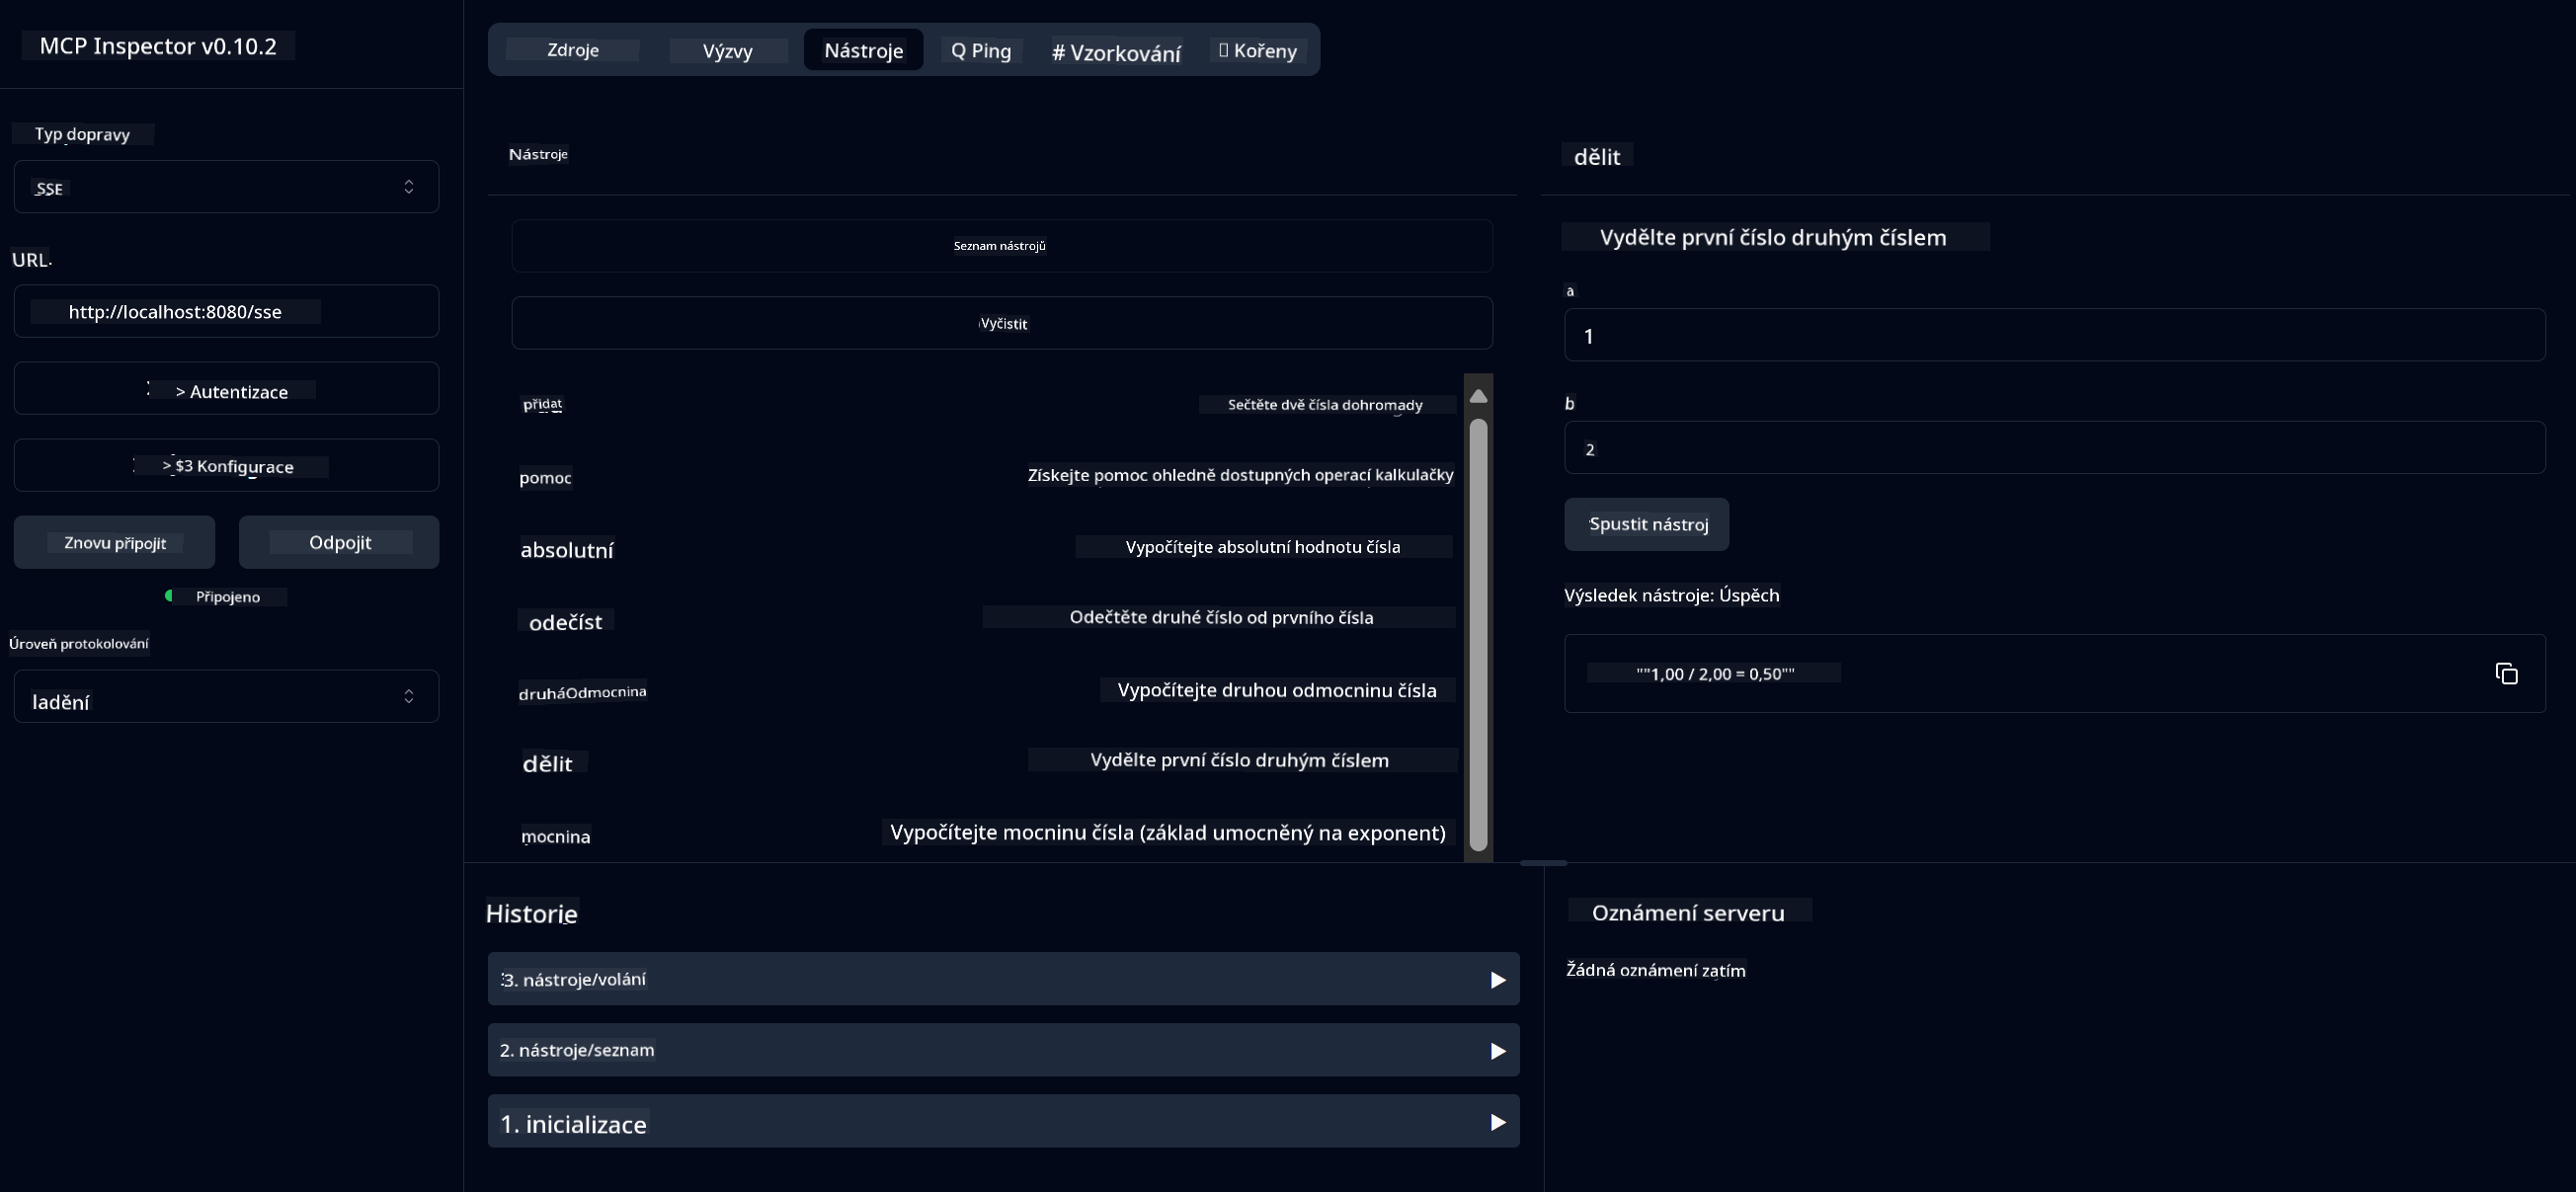 MCP Inspector v0.10.2
Typ dopravy
SSE
URL
http://localhost:8080/sse
> Autentizace
> $3 Konfigurace
Znovu připojit
Odpojit
Připojeno
Úroveň protokolování
ladění
Zdroje
Výzvy
Nástroje
Q Ping
# Vzorkování
Kořeny
Nástroje
Seznam nástrojů
Vyčistit
přidat
Sečtěte dvě čísla dohromady
pomoc
Získejte pomoc ohledně dostupných operací kalkulačky
absolutní
Vypočítejte absolutní hodnotu čísla
odečíst
Odečtěte druhé číslo od prvního čísla
druháOdmocnina
Vypočítejte druhou odmocninu čísla
dělit
Vydělte první číslo druhým číslem
mocnina
Vypočítejte mocninu čísla (základ umocněný na exponent)
dělit
Vydělte první číslo druhým číslem
a
1
b
2
Spustit nástroj
Výsledek nástroje: Úspěch
""1,00 / 2,00 = 0,50""
Historie
3. nástroje/volání
2. nástroje/seznam
1. inicializace
Oznámení serveru
Žádná oznámení zatím